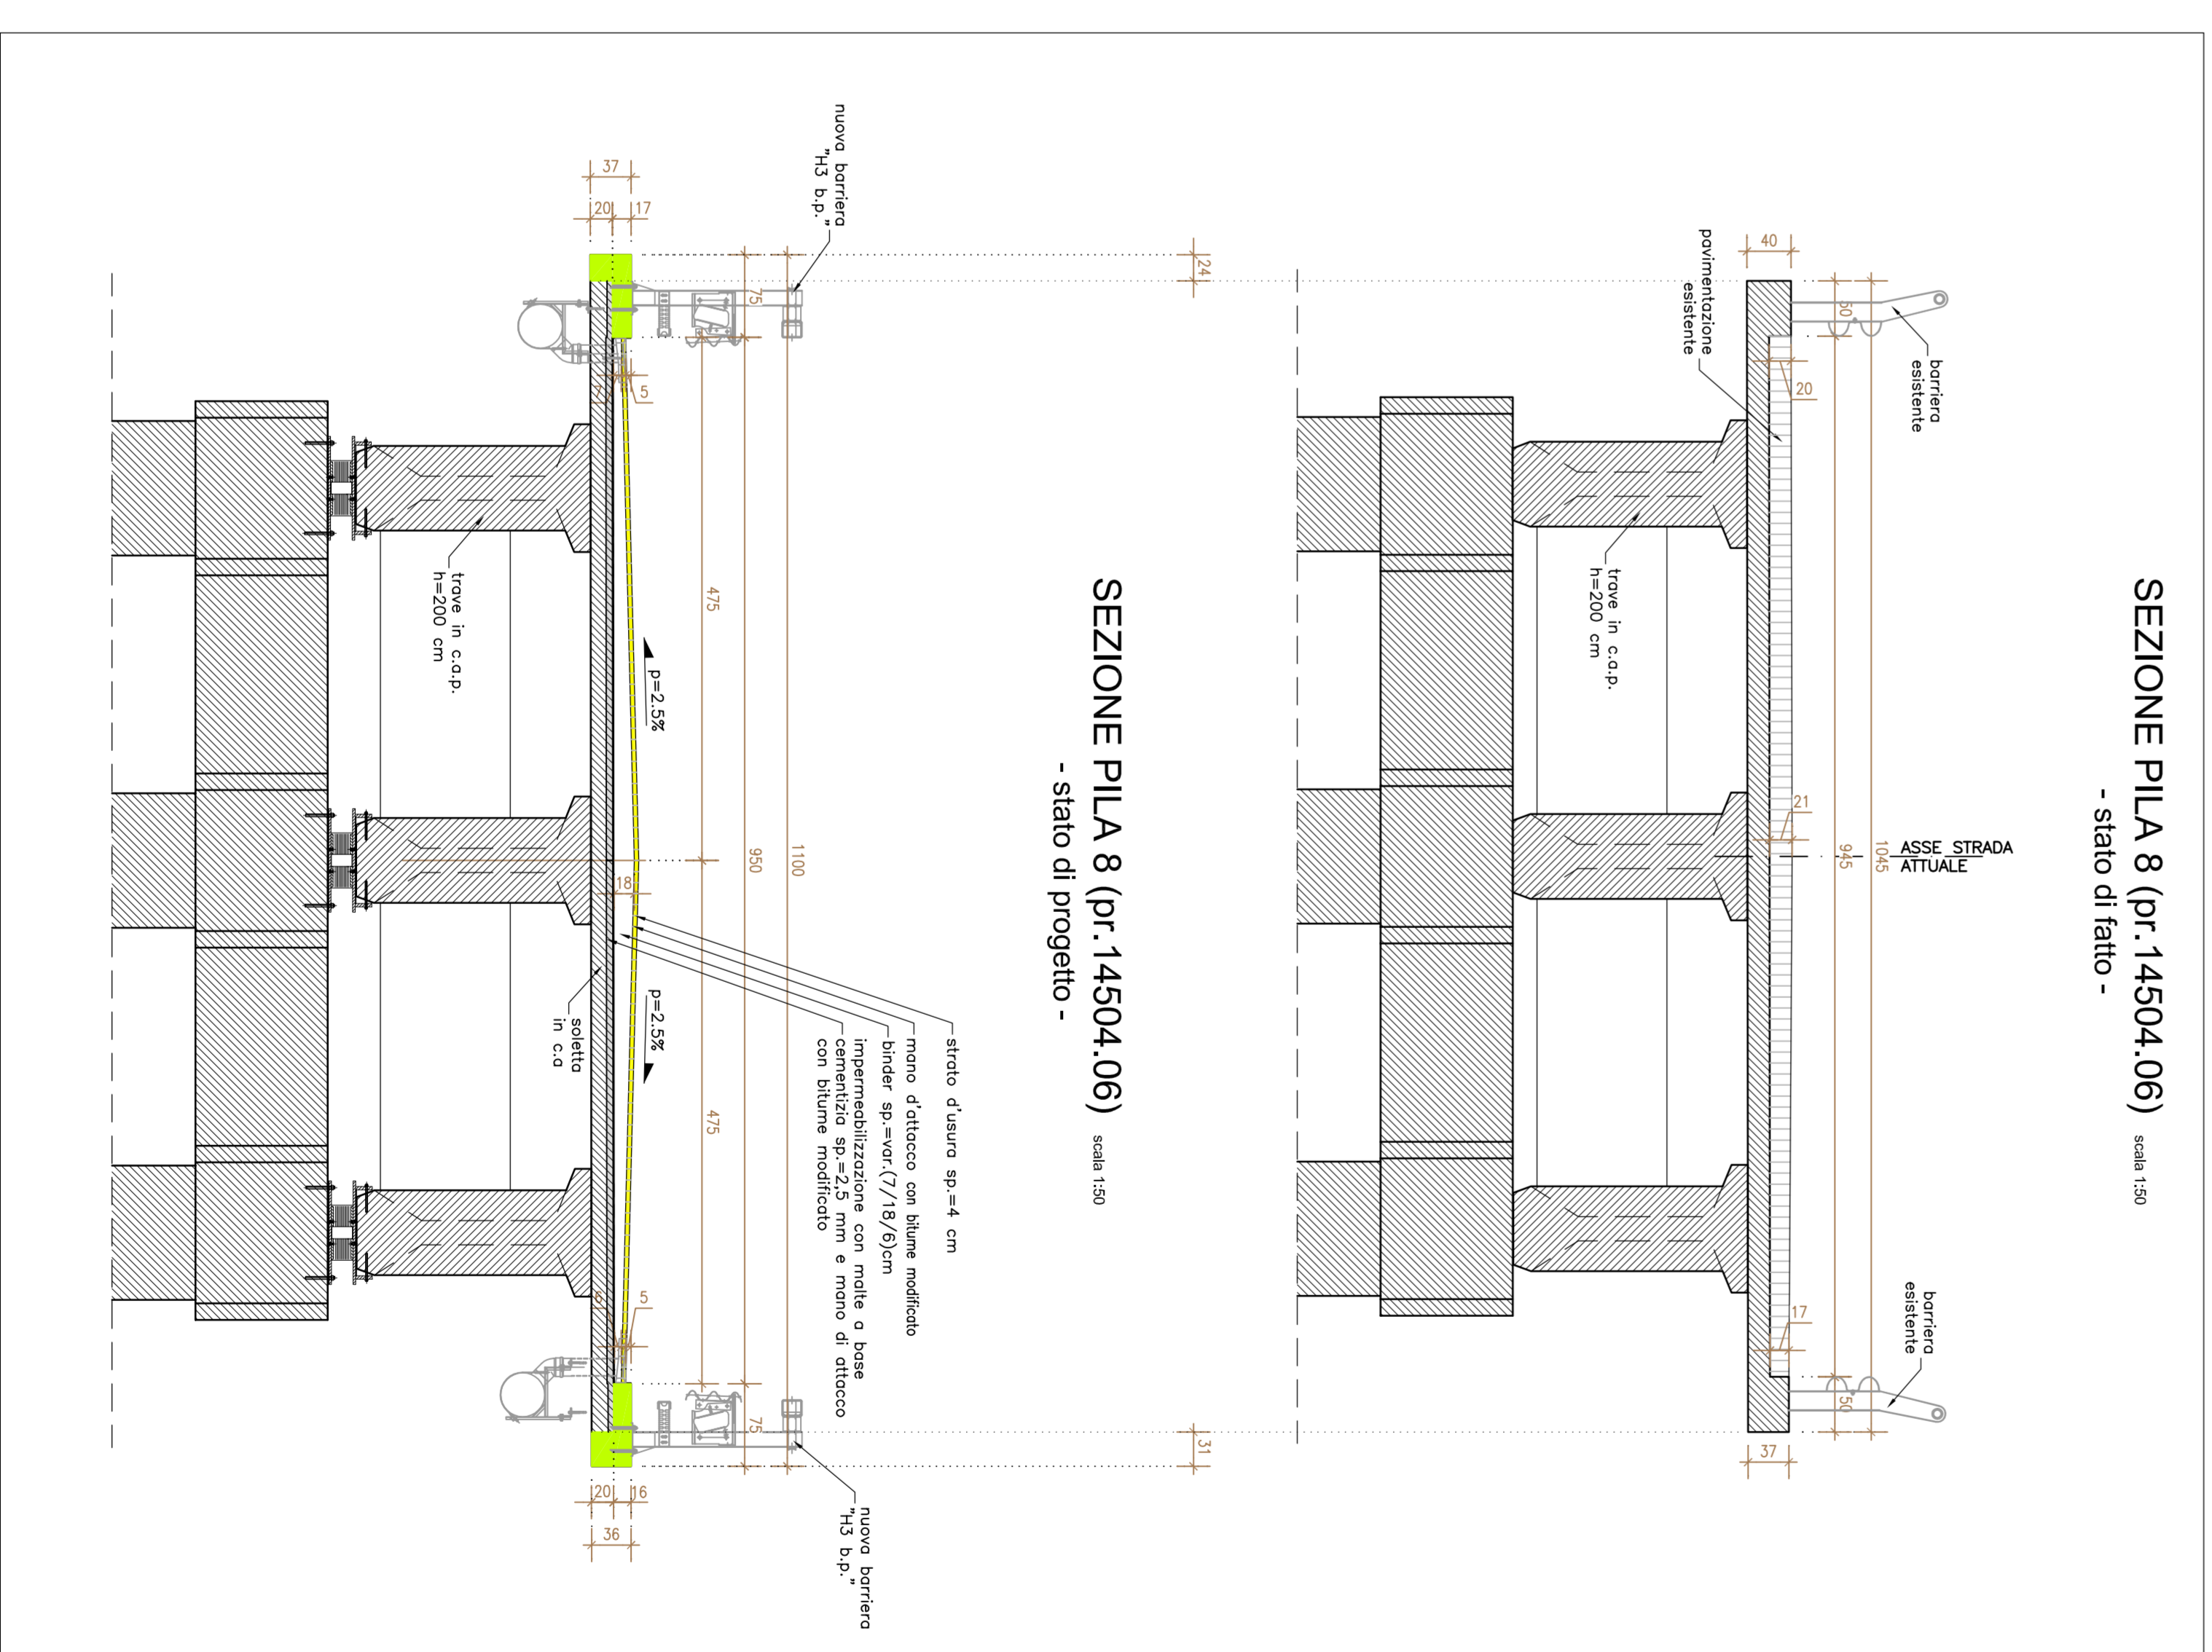 SEZIONE PILA 8 (pr.14504.06) scala 1:50
- stato di fatto -
barriera
esistente
barriera
esistente
ASSE STRADA
ATTUALE
1045
50
945
50
40
20
21
17
37
pavimentazione
esistente
trave in c.a.p.
h=200 cm
24
31
SEZIONE PILA 8 (pr.14504.06) scala 1:50
- stato di progetto -
strato d'usura sp.=4 cm
mano d'attacco con bitume modificato
binder sp.=var.(7/18/6)cm
impermeabilizzazione con malte a base
cementizia sp.=2,5 mm e mano di attacco
con bitume modificato
nuova barriera
"H3 b.p."
nuova barriera
"H3 b.p."
1100
75
950
75
475
475
p=2.5%
p=2.5%
37
20
17
7
5
18
6
5
20
16
36
soletta
in c.a
trave in c.a.p.
h=200 cm